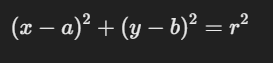 (x − a)² + (y − b)² = r²